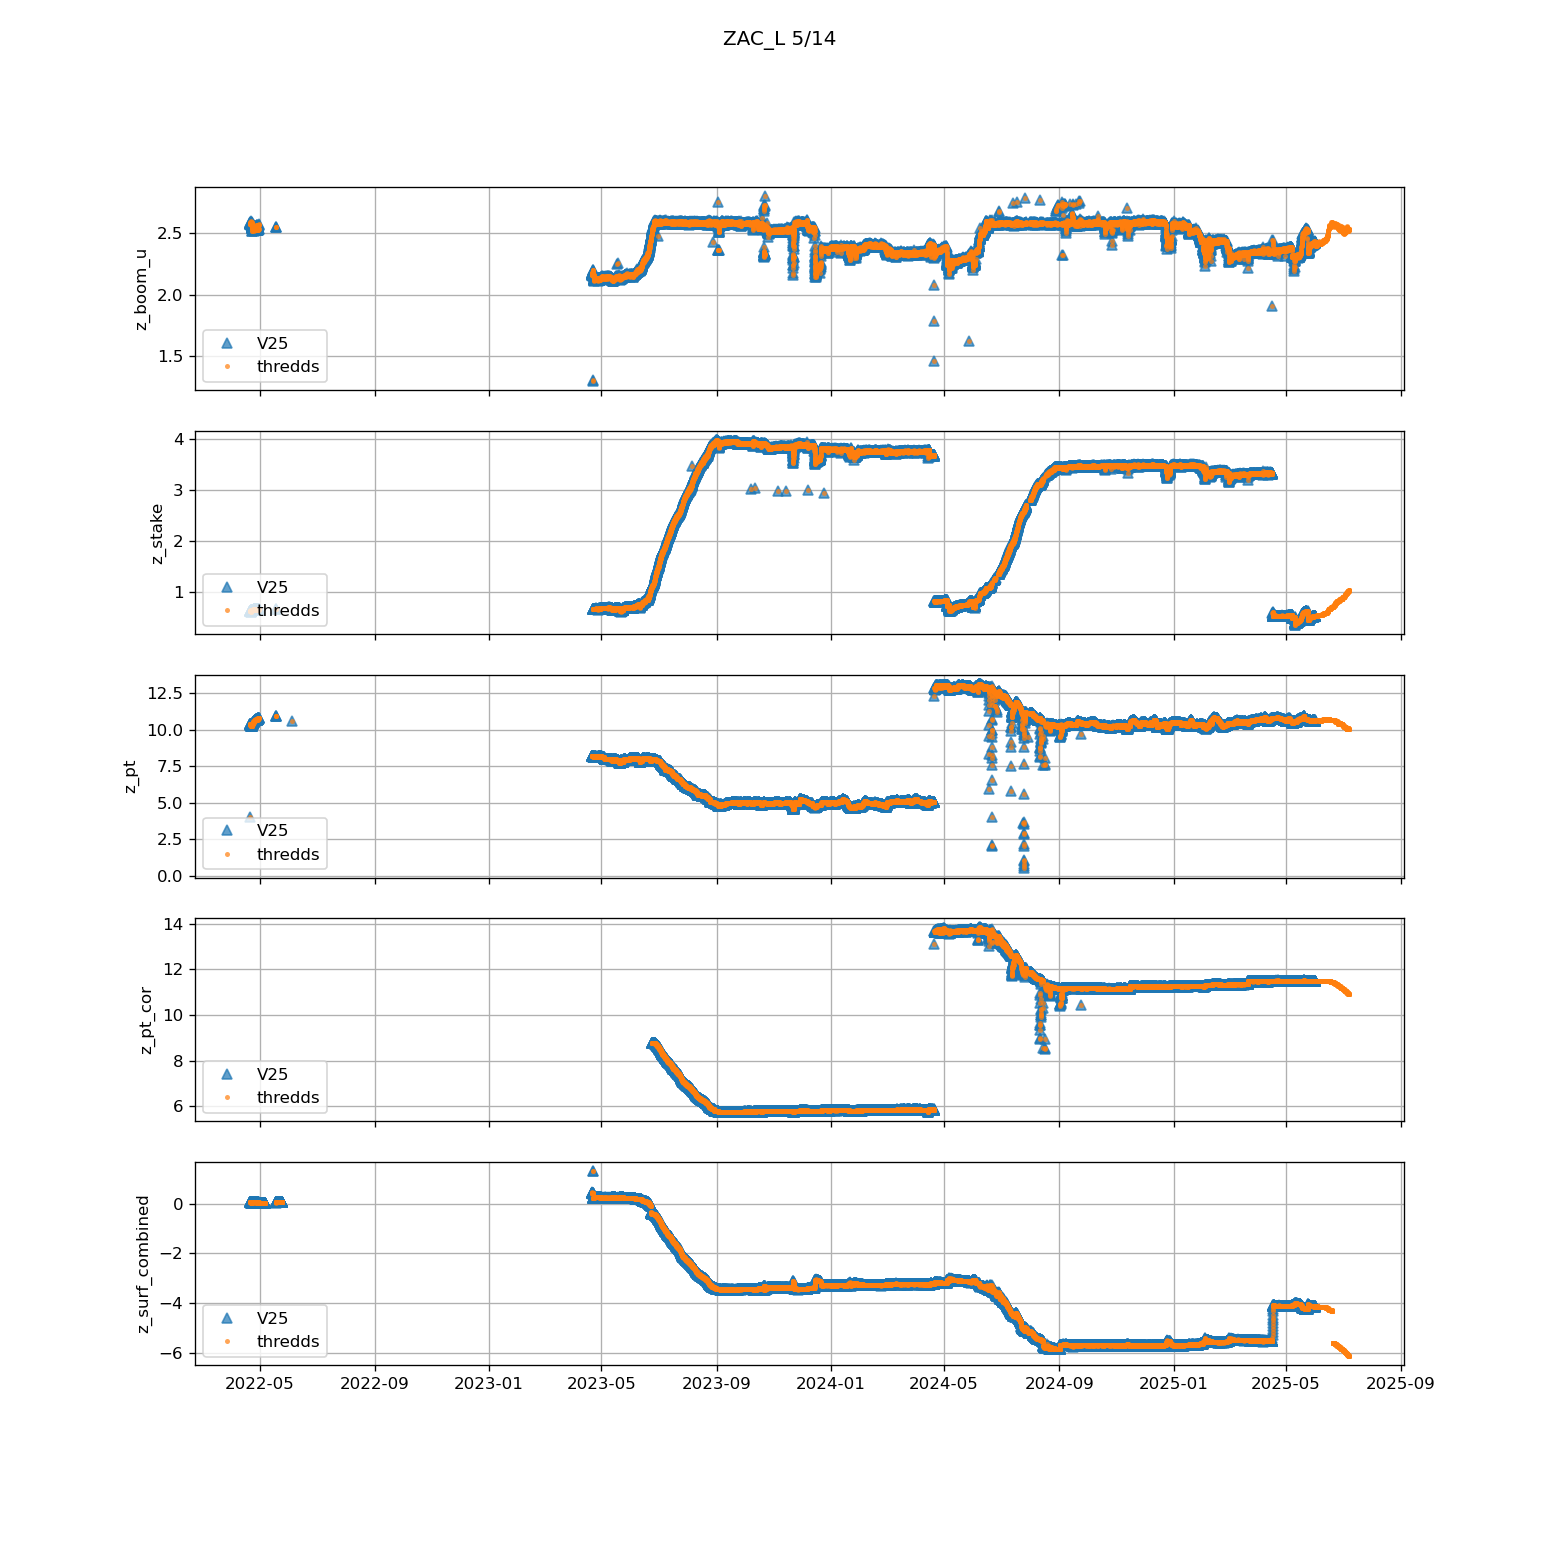 ZAC_L 5/14
z_boom_u
2.5
2.0
1.5
V25
thredds
z_stake
4
3
2
1
V25
thredds
z_pt
12.5
10.0
7.5
5.0
2.5
0.0
V25
thredds
z_pt_cor
14
12
10
8
6
V25
thredds
z_surf_combined
0
−2
−4
−6
V25
thredds
2022-05 2022-09 2023-01 2023-05 2023-09 2024-01 2024-05 2024-09 2025-01 2025-05 2025-09